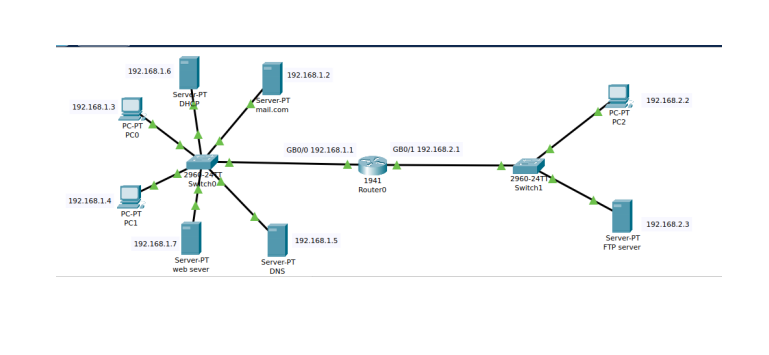 192.168.1.6
Server-PT
DHCP
192.168.1.2
Server-PT
mail.com
192.168.1.3
PC-PT
PC0
192.168.2.2
PC-PT
PC2
GB0/0 192.168.1.1
GB0/1 192.168.2.1
2960-24TT
Switch0
1941
Router0
2960-24TT
Switch1
192.168.1.4
PC-PT
PC1
192.168.1.7
Server-PT
web sever
192.168.1.5
Server-PT
DNS
192.168.2.3
Server-PT
FTP server